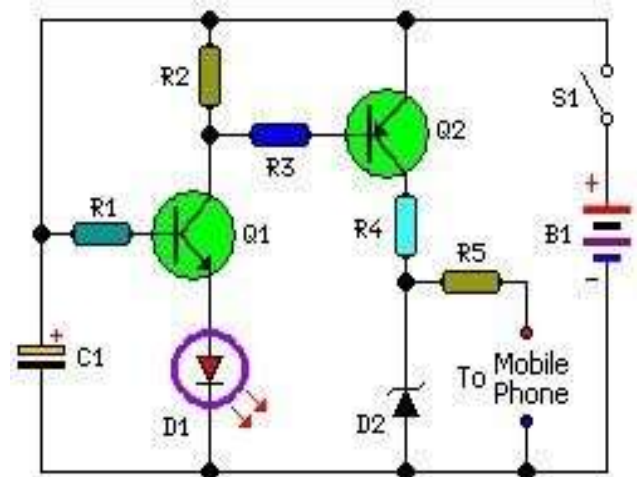 R2
S1
Q2
R3
+
R1
Q1
R4
B1
R5
-
+
C1
To Mobile
Phone
D1
D2